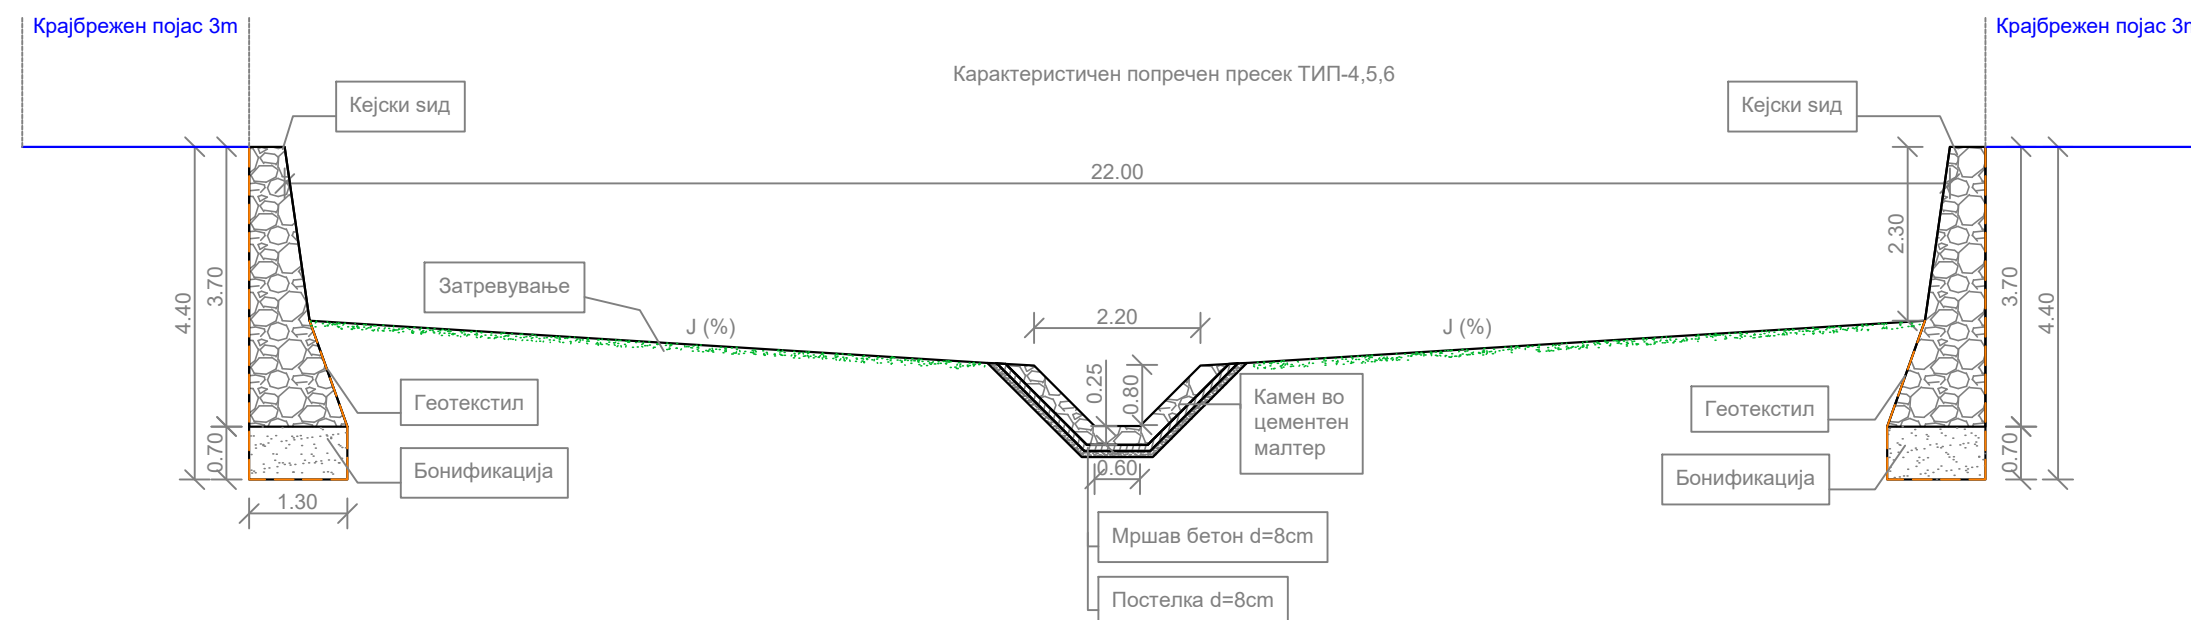 Крајбрежен појас 3m
Крајбрежен појас 3m
Карактеристичен попречен пресек ТИП-4,5,6
Кејски ѕид
Кејски ѕид
22.00
2.30
3.70
4.40
3.70
4.40
Затревување
J (%)
2.20
J (%)
0.25
0.80
Геотекстил
Камен во
цементен
малтер
Геотекстил
0.70
Бонификација
0.60
Бонификација
0.70
1.30
Мршав бетон d=8cm
Постелка d=8cm